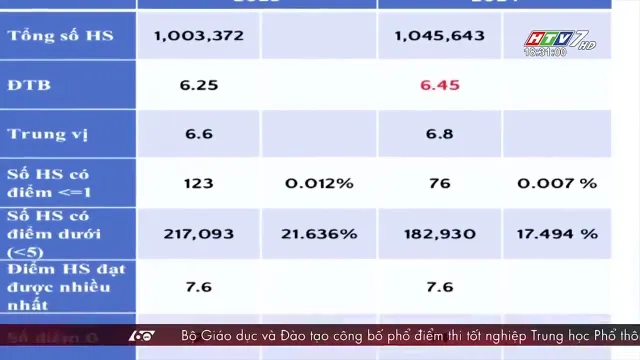 Tổng số HS 1,003,372 1,045,643
ĐTB 6.25 6.45
Trung vị 6.6 6.8
Số HS có
điểm <=1 123 0.012% 76 0.007 %
Số HS có
điểm dưới
(<5) 217,093 21.636% 182,930 17.494 %
Điểm HS đạt
được nhiều
nhất 7.6 7.6
HTV7 HD
18:31:00
60 Bộ Giáo dục và Đào tạo công bố phổ điểm thi tốt nghiệp Trung học Phổ thô